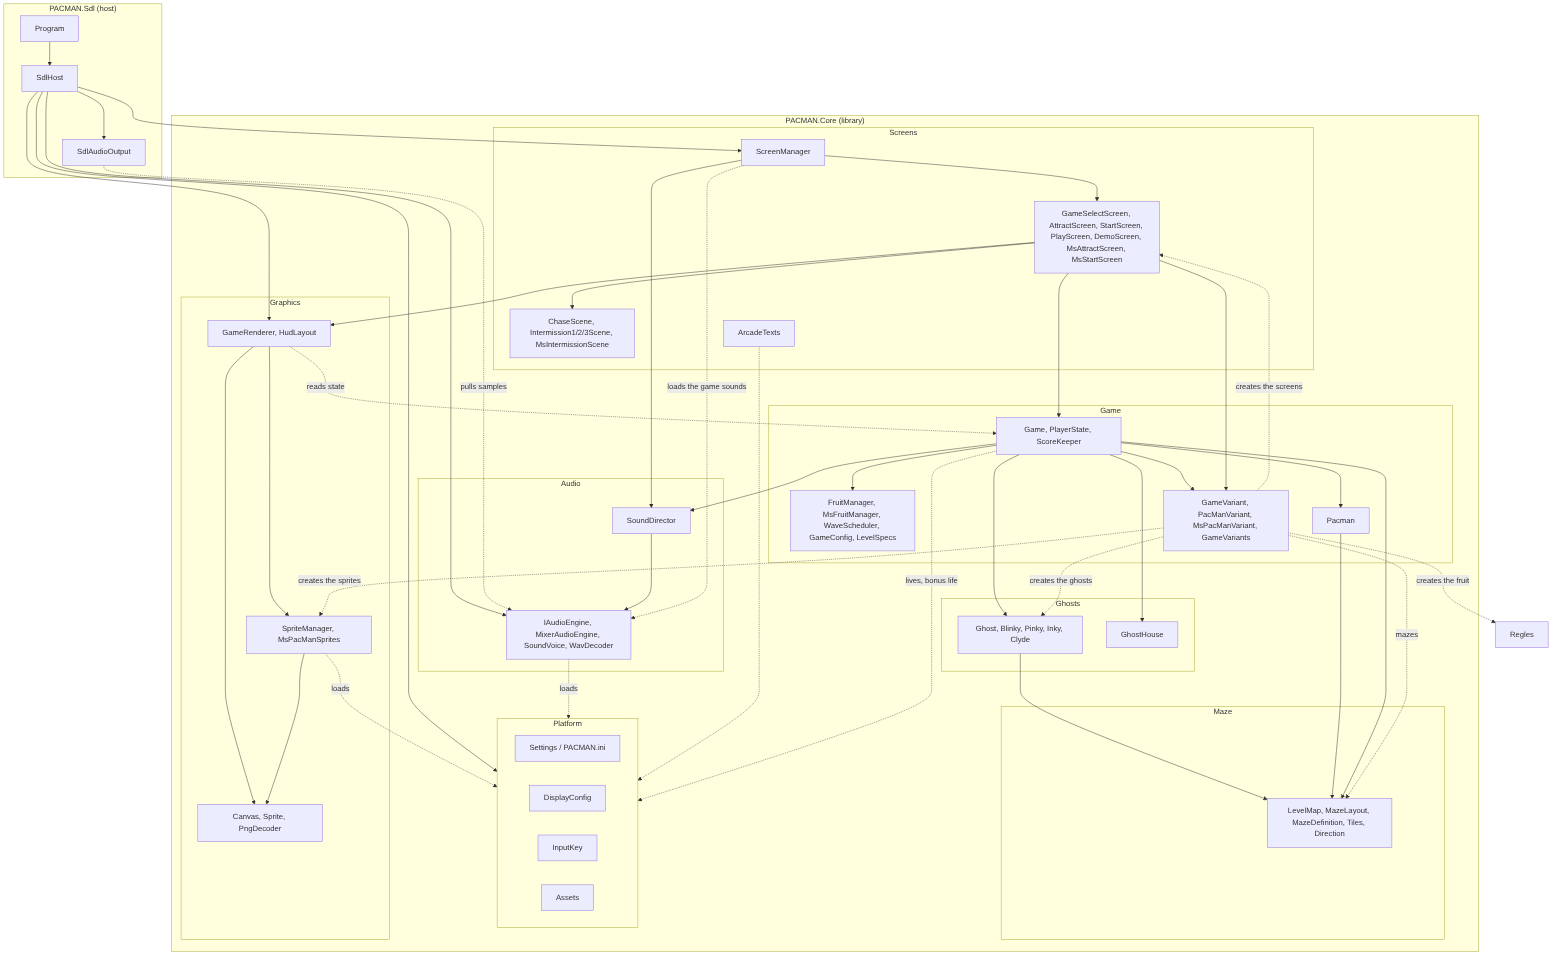 PACMAN.Sdl (host)
Program
SdlHost
SdlAudioOutput
PACMAN.Core (library)
Screens
ScreenManager
GameSelectScreen,
AttractScreen, StartScreen,
PlayScreen, DemoScreen,
MsAttractScreen,
MsStartScreen
ChaseScene,
Intermission1/2/3Scene,
MsIntermissionScene
ArcadeTexts
Graphics
GameRenderer, HudLayout
reads state
pulls samples
loads the game sounds
creates the screens
Game
Game, PlayerState,
ScoreKeeper
FruitManager,
MsFruitManager,
WaveScheduler,
GameConfig, LevelSpecs
GameVariant,
PacManVariant,
MsPacManVariant,
GameVariants
Pacman
Audio
SoundDirector
creates the sprites
lives, bonus life
creates the ghosts
creates the fruit
SpriteManager,
MsPacManSprites
IAudioEngine,
MixerAudioEngine,
SoundVoice, WavDecoder
Ghosts
Ghost, Blinky, Pinky, Inky,
Clyde
GhostHouse
mazes
Regles
loads
loads
Platform
Settings / PACMAN.ini
DisplayConfig
InputKey
Assets
Canvas, Sprite,
PngDecoder
Maze
LevelMap, MazeLayout,
MazeDefinition, Tiles,
Direction